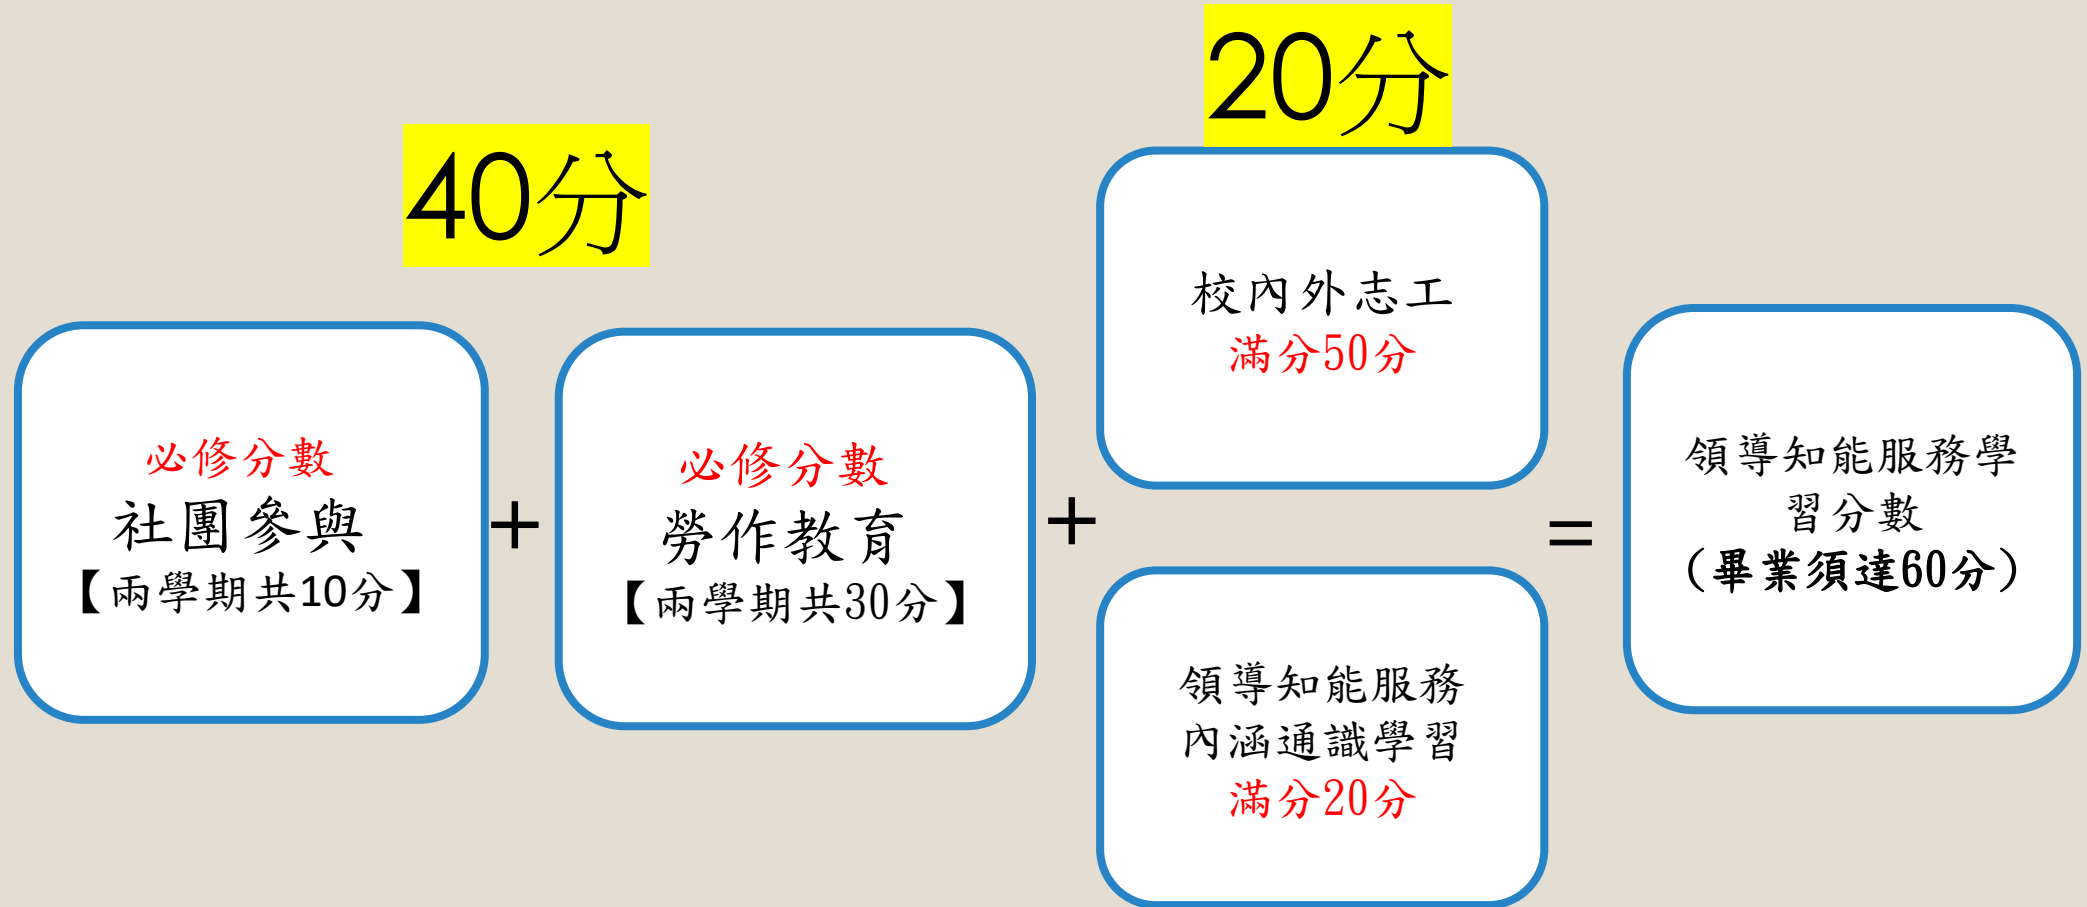 40分
20分
必修分數
社團參與
【兩學期共10分】
+
必修分數
勞作教育
【兩學期共30分】
+
校內外志工
滿分50分
領導知能服務
內涵通識學習
滿分20分
=
領導知能服務學
習分數
(畢業須達60分)